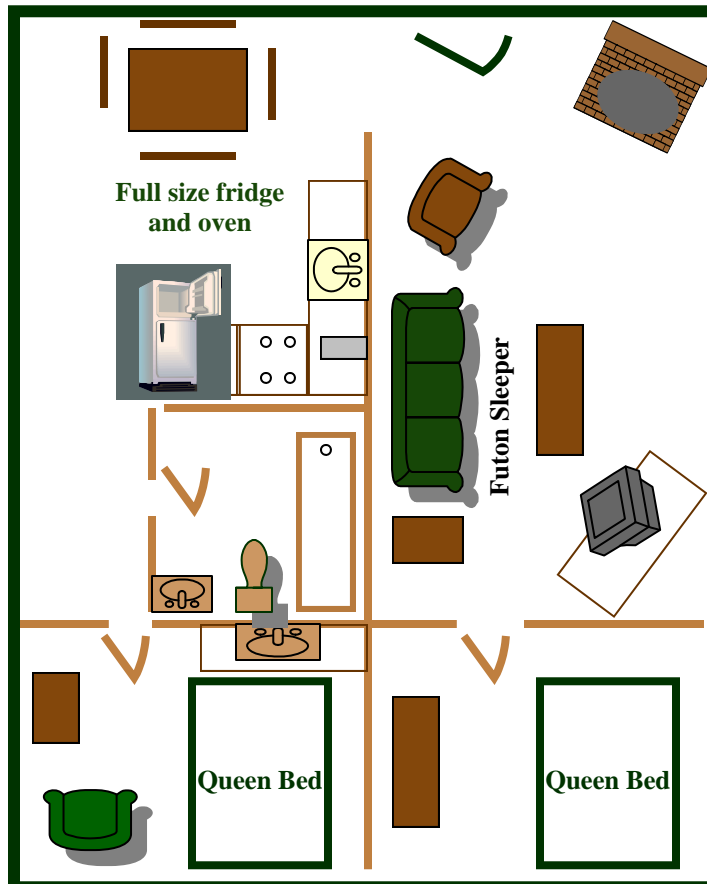 Full size fridge
and oven
Futon Sleeper
Queen Bed
Queen Bed